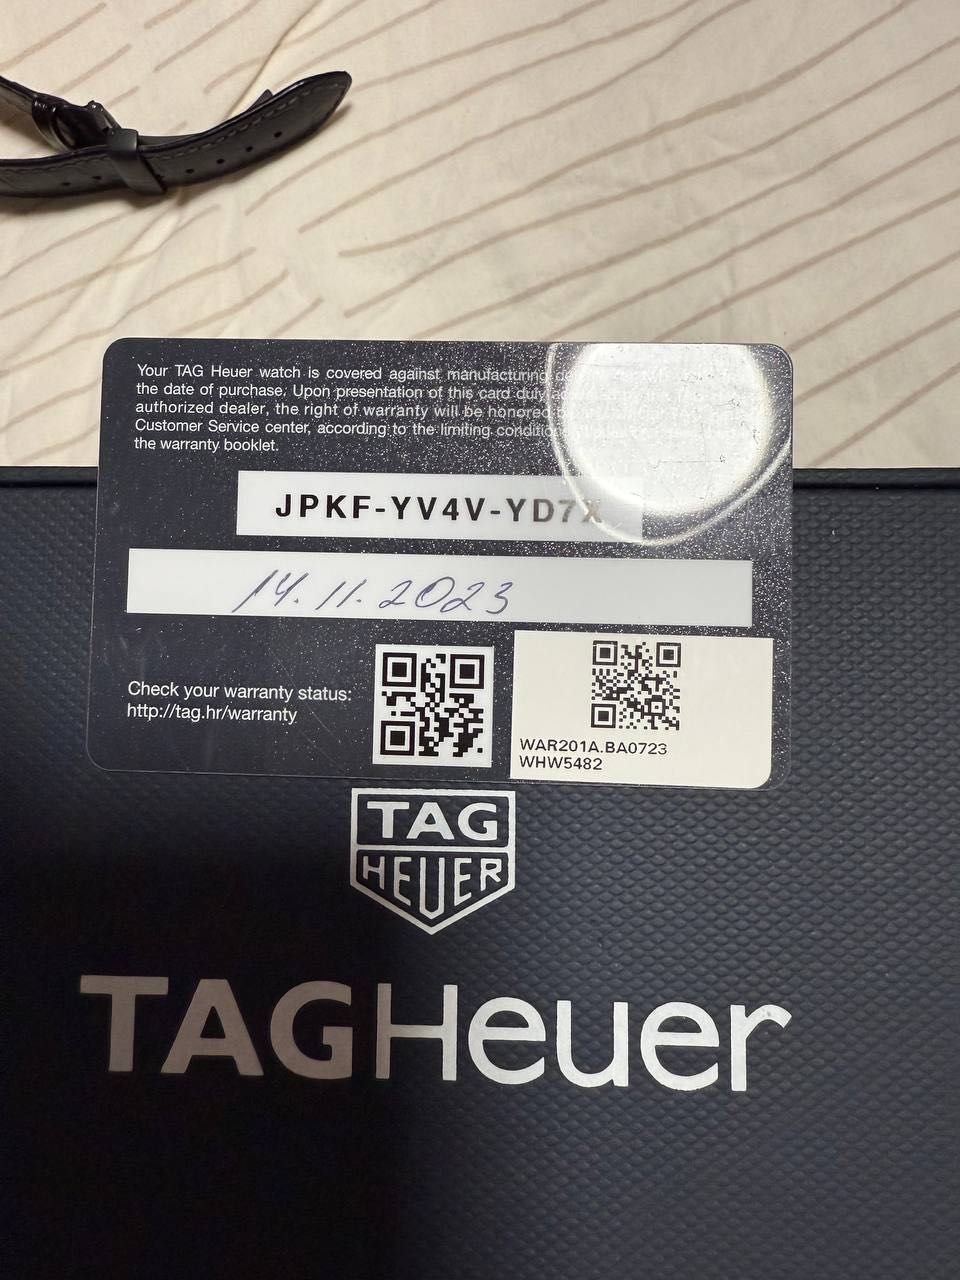 Your TAG Heuer watch is covered against manufacturing
the date of purchase. Upon presentation of this card duly
authorized dealer, the right of warranty will be honored
Customer Service center, according to the limiting
the warranty booklet.
JPKF-YV4V-YD7X
14.11.2023
Check your warranty status:
http://tag.hr/warranty
WAR201A.BA0723
WHW5482
TAG
HEUER
TAGHeuer